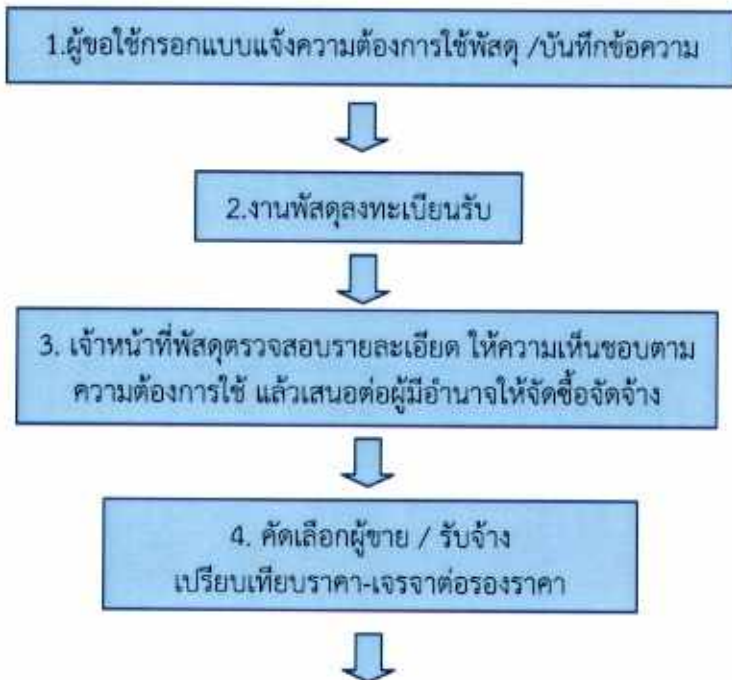 1.ผู้ขอใช้กรอกแบบแจ้งความต้องการใช้พัสดุ /บันทึกข้อความ
2.งานพัสดุลงทะเบียนรับ
3. เจ้าหน้าที่พัสดุตรวจสอบรายละเอียด ให้ความเห็นชอบตาม
ความต้องการใช้ แล้วเสนอต่อผู้มีอำนาจให้จัดซื้อจัดจ้าง
4. คัดเลือกผู้ขาย / รับจ้าง
เปรียบเทียบราคา-เจรจาต่อรองราคา